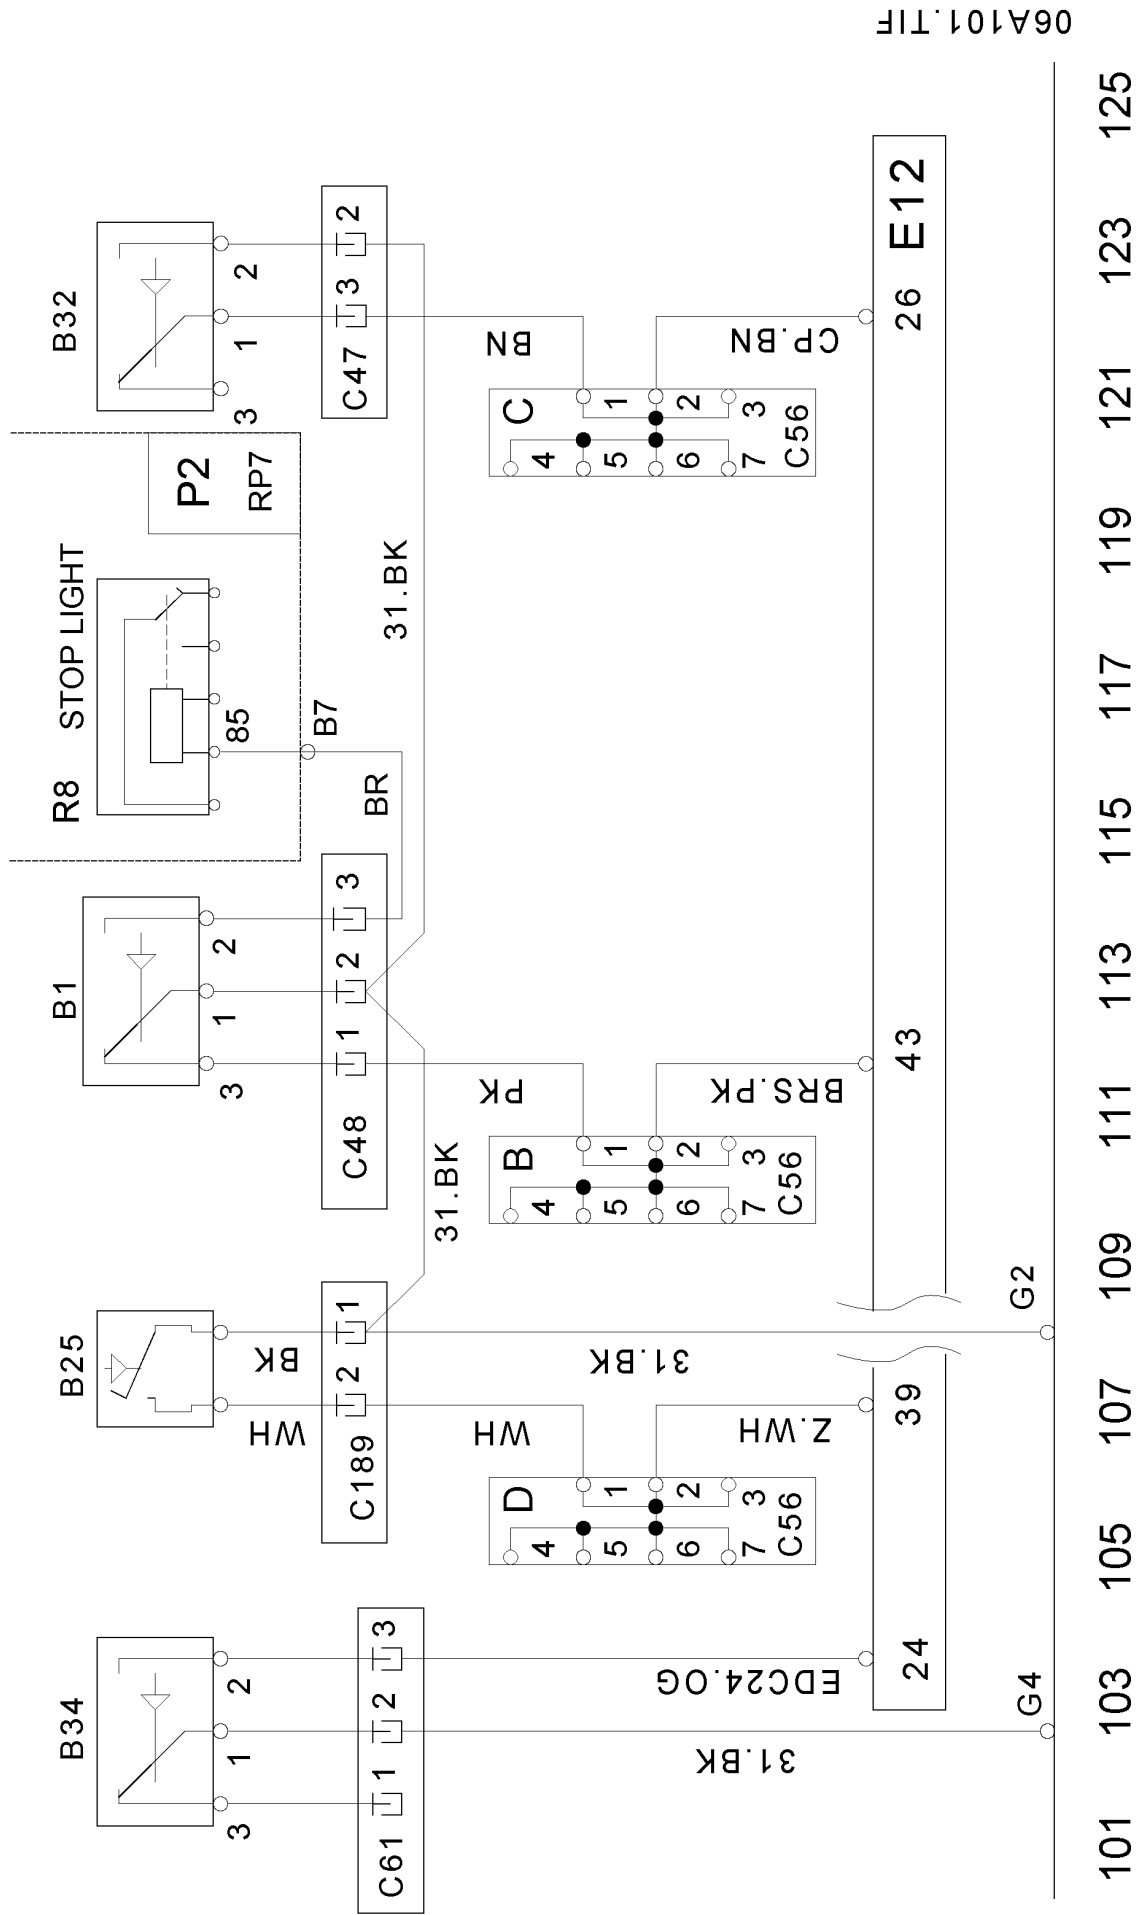 06A101.TIF
B34
3
1
2
C61
1
2
3
31.BK
EDC24.OG
24
G4
B25
WH
BK
C189
2
1
WH
31.BK
D
1
2
3
4
5
6
7
C56
Z.WH
39
G2
B1
3
1
2
C48
1
2
3
31.BK
PK
B
1
2
3
4
5
6
7
C56
BRS.PK
43
R8
STOP LIGHT
85
B7
BR
P2
RP7
31.BK
B32
3
1
2
C47
3
2
BN
C
1
2
3
4
5
6
7
C56
CP.BN
26
E12
101
103
105
107
109
111
113
115
117
119
121
123
125